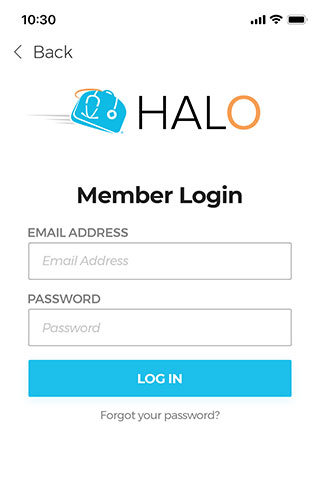 10:30
Back
HALO
Member Login
EMAIL ADDRESS
Email Address
PASSWORD
Password
LOG IN
Forgot your password?